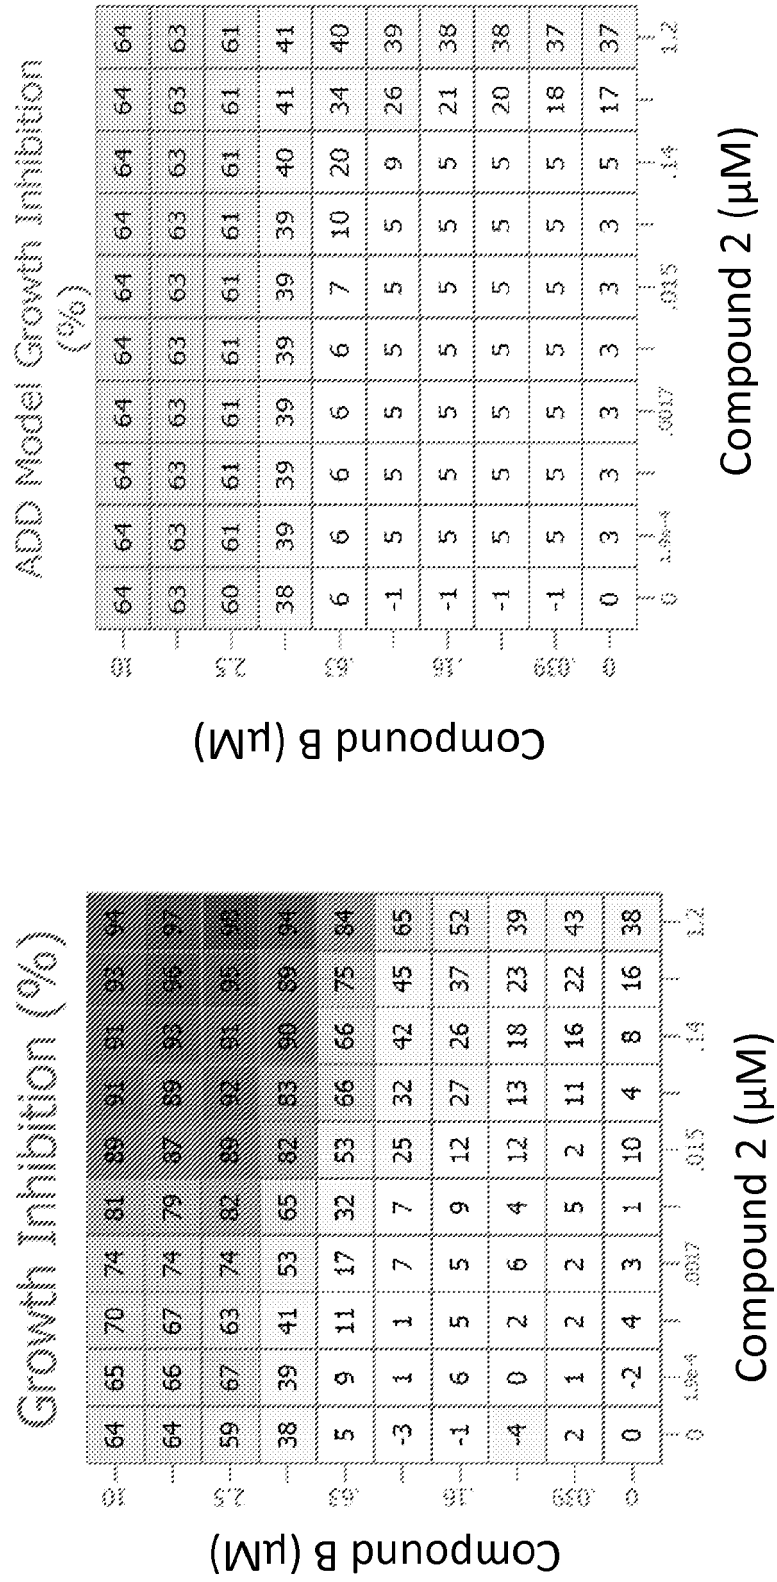 Growth Inhibition (%)
Compound B (µM)
10 64 65 70 74 81 89 91 91 93 94
64 66 67 74 79 87 89 93 96 97
2.5 59 67 63 74 82 89 92 91 95 98
38 39 41 53 65 82 83 90 89 94
.63 5 9 11 17 32 53 66 66 75 84
-3 1 1 7 7 25 32 42 45 65
.16 -1 6 5 5 9 12 27 26 37 52
-4 0 2 6 4 12 13 18 23 39
.039 2 1 2 2 5 2 11 16 22 43
0 0 -2 4 3 1 10 4 8 16 38
0 1.9e-4 .0017 .015 .14 1.2
Compound 2 (µM)
ADD Model Growth Inhibition
(%)
Compound B (µM)
10 64 64 64 64 64 64 64 64 64 64
63 63 63 63 63 63 63 63 63 63
2.5 60 61 61 61 61 61 61 61 61 61
38 39 39 39 39 39 39 40 41 41
.63 6 6 6 6 6 7 10 20 34 40
-1 5 5 5 5 5 5 9 26 39
.16 -1 5 5 5 5 5 5 5 21 38
-1 5 5 5 5 5 5 5 20 38
.039 -1 5 5 5 5 5 5 5 18 37
0 0 3 3 3 3 3 3 5 17 37
0 1.9e-4 .0017 .015 .14 1.2
Compound 2 (µM)